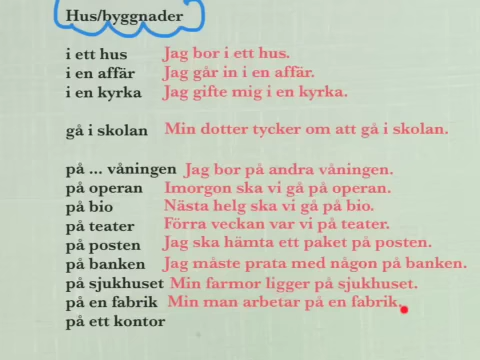 Hus/byggnader
i ett hus Jag bor i ett hus.
i en affär Jag går in i en affär.
i en kyrka Jag gifte mig i en kyrka.
gå i skolan Min dotter tycker om att gå i skolan.
på ... våningen Jag bor på andra våningen.
på operan Imorgon ska vi gå på operan.
på bio Nästa helg ska vi gå på bio.
på teater Förra veckan var vi på teater.
på posten Jag ska hämta ett paket på posten.
på banken Jag måste prata med någon på banken.
på sjukhuset Min farmor ligger på sjukhuset.
på en fabrik Min man arbetar på en fabrik.
på ett kontor